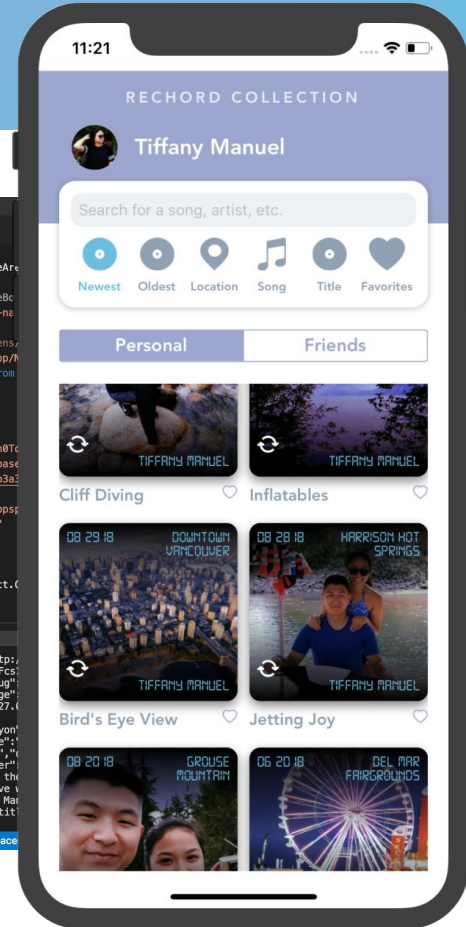 11:21
RECHORD COLLECTION
Tiffany Manuel
Search for a song, artist, etc.
Newest Oldest Location Song Title Favorites
Personal Friends
TIFFANY MANUEL TIFFANY MANUEL
Cliff Diving Inflatables
08 29 18 DOWNTOWN
VANCOUVER
08 28 18 HARRISON HOT
SPRINGS
TIFFANY MANUEL TIFFANY MANUEL
Bird's Eye View Jetting Joy
08 20 18 GROUSE
MOUNTAIN
06 20 18 DEL MAR
FAIRGROUNDS